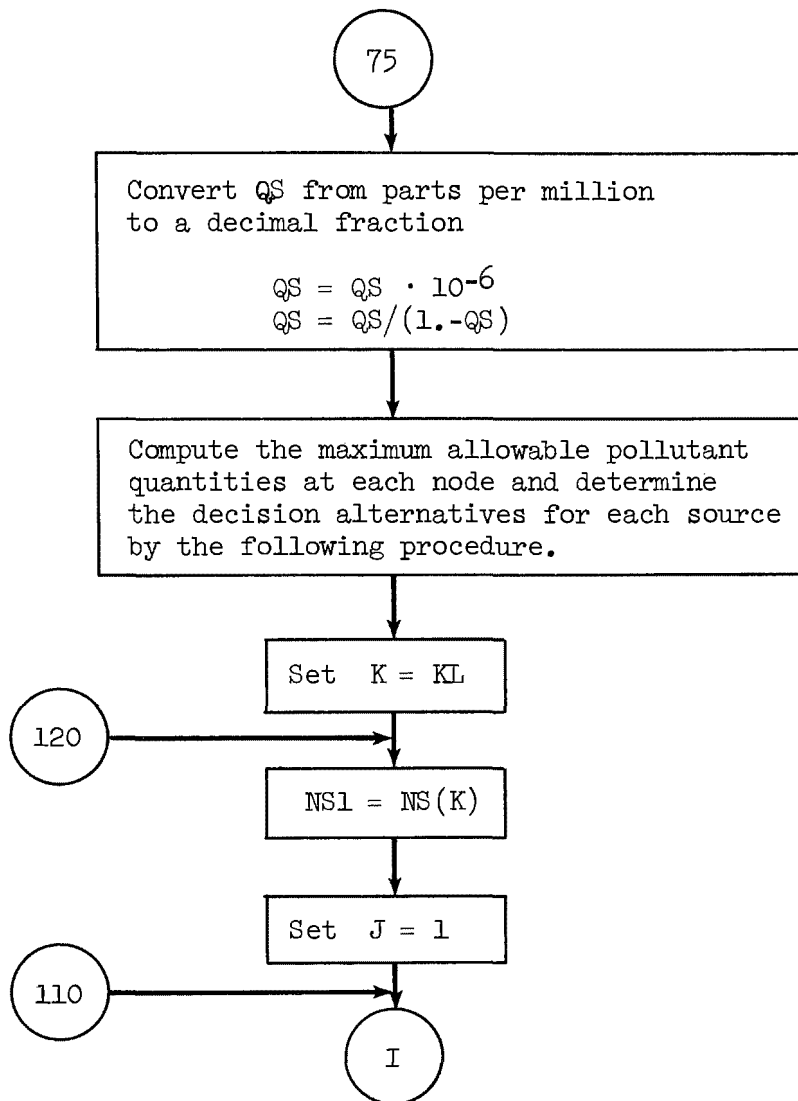 75
Convert QS from parts per million
to a decimal fraction
QS = QS · 10-6
QS = QS/(1.-QS)
Compute the maximum allowable pollutant
quantities at each node and determine
the decision alternatives for each source
by the following procedure.
Set K = KL
120
NS1 = NS(K)
Set J = 1
110
I